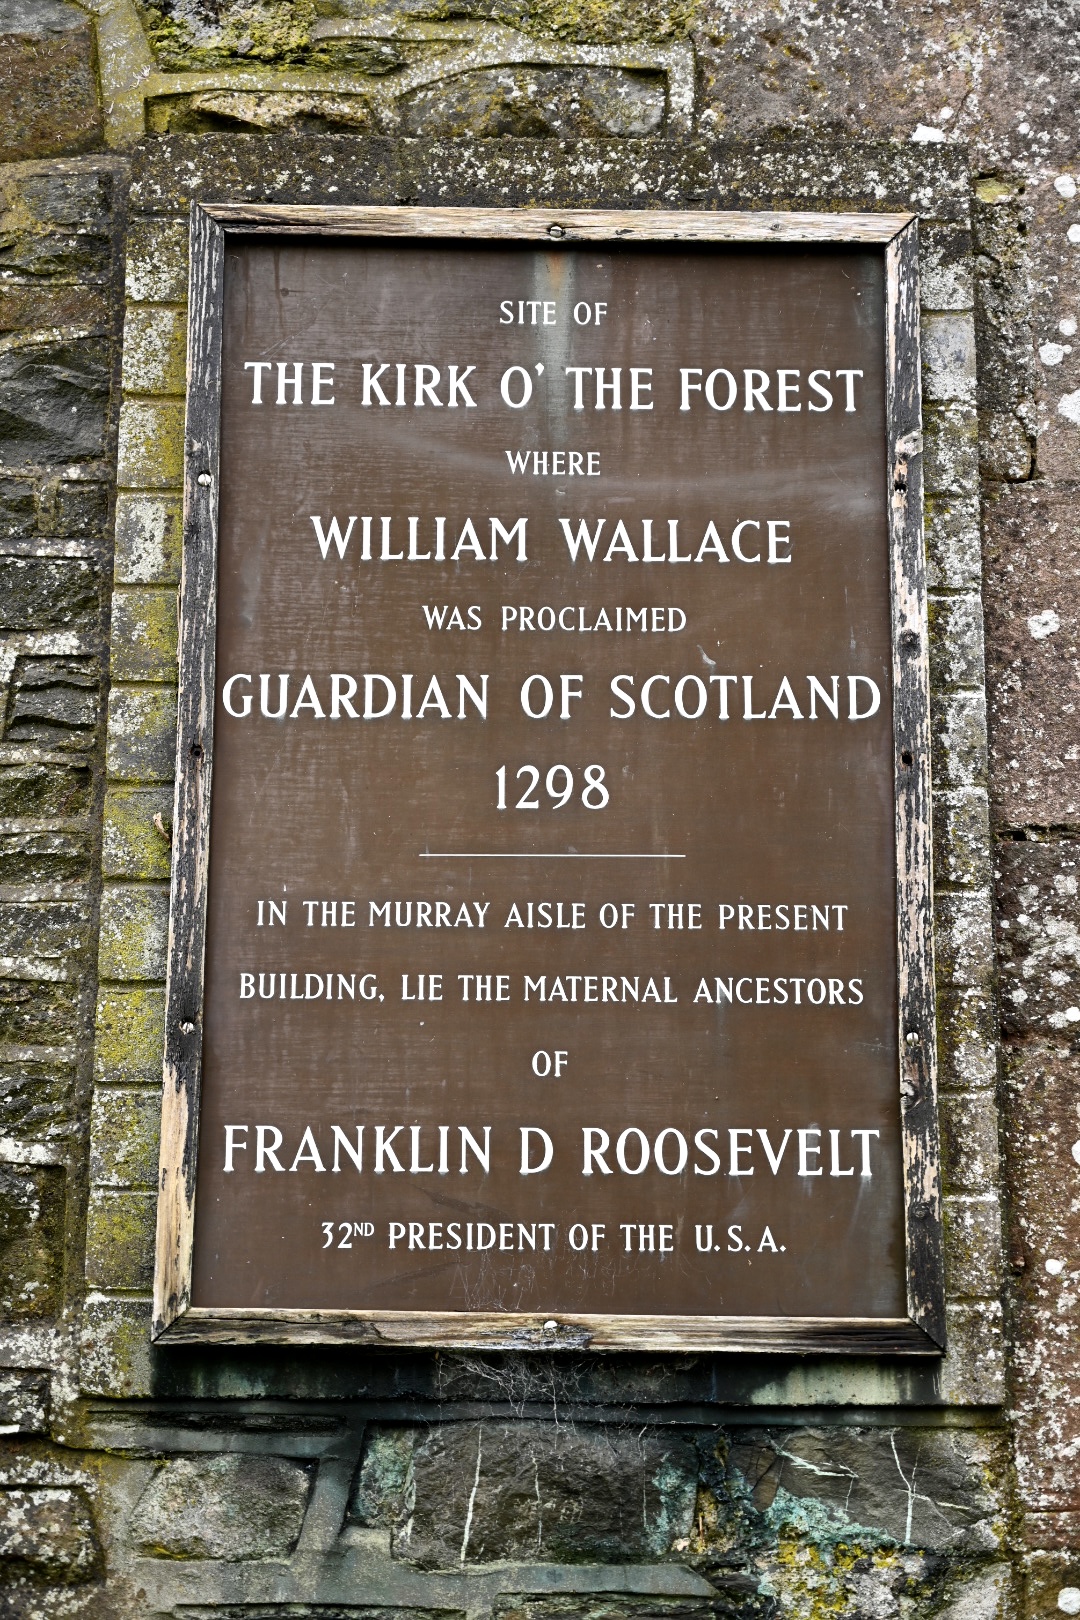 SITE OF
THE KIRK O' THE FOREST
WHERE
WILLIAM WALLACE
WAS PROCLAIMED
GUARDIAN OF SCOTLAND
1298
IN THE MURRAY AISLE OF THE PRESENT
BUILDING, LIE THE MATERNAL ANCESTORS
OF
FRANKLIN D ROOSEVELT
32ND PRESIDENT OF THE U.S.A.